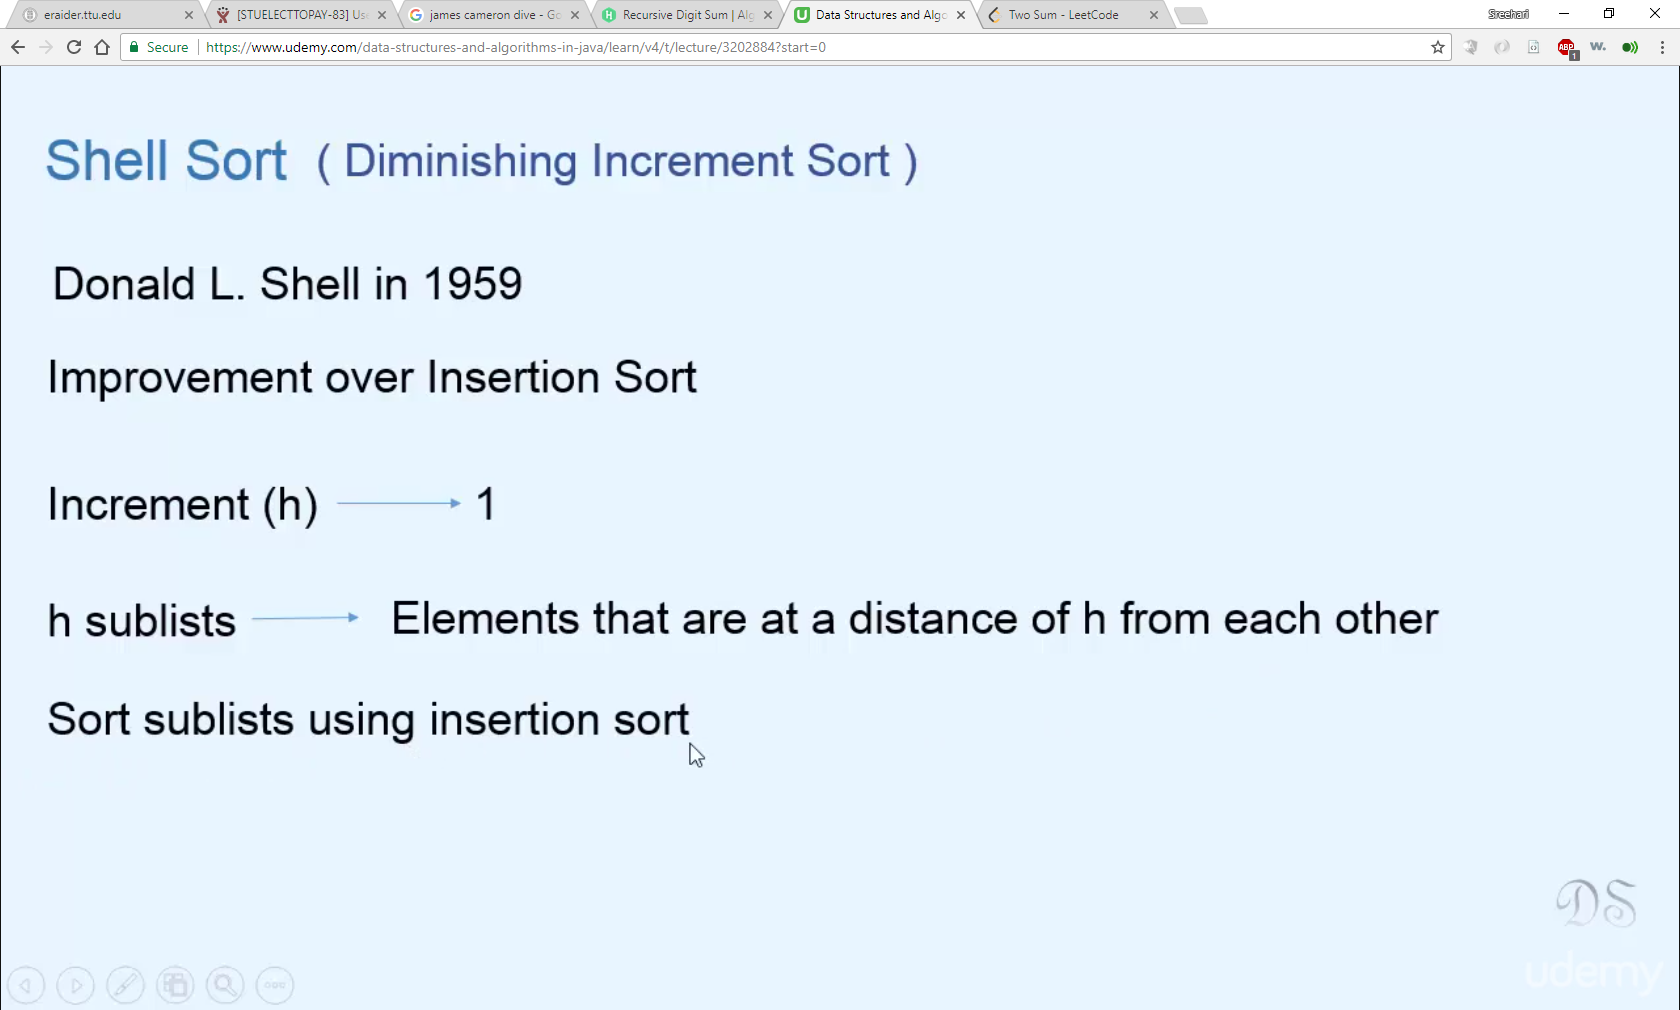 eraider.ttu.edu
[STUELECTTOPAY-83] Us
james cameron dive - Go
Recursive Digit Sum | Alg
Data Structures and Algo
Two Sum - LeetCode
Sreehari
Secure
https://www.udemy.com/data-structures-and-algorithms-in-java/learn/v4/t/lecture/3202884?start=0
ABP
1
w.
Shell Sort ( Diminishing Increment Sort )
Donald L. Shell in 1959
Improvement over Insertion Sort
Increment (h) 1
h sublists Elements that are at a distance of h from each other
Sort sublists using insertion sort
DS
udemy